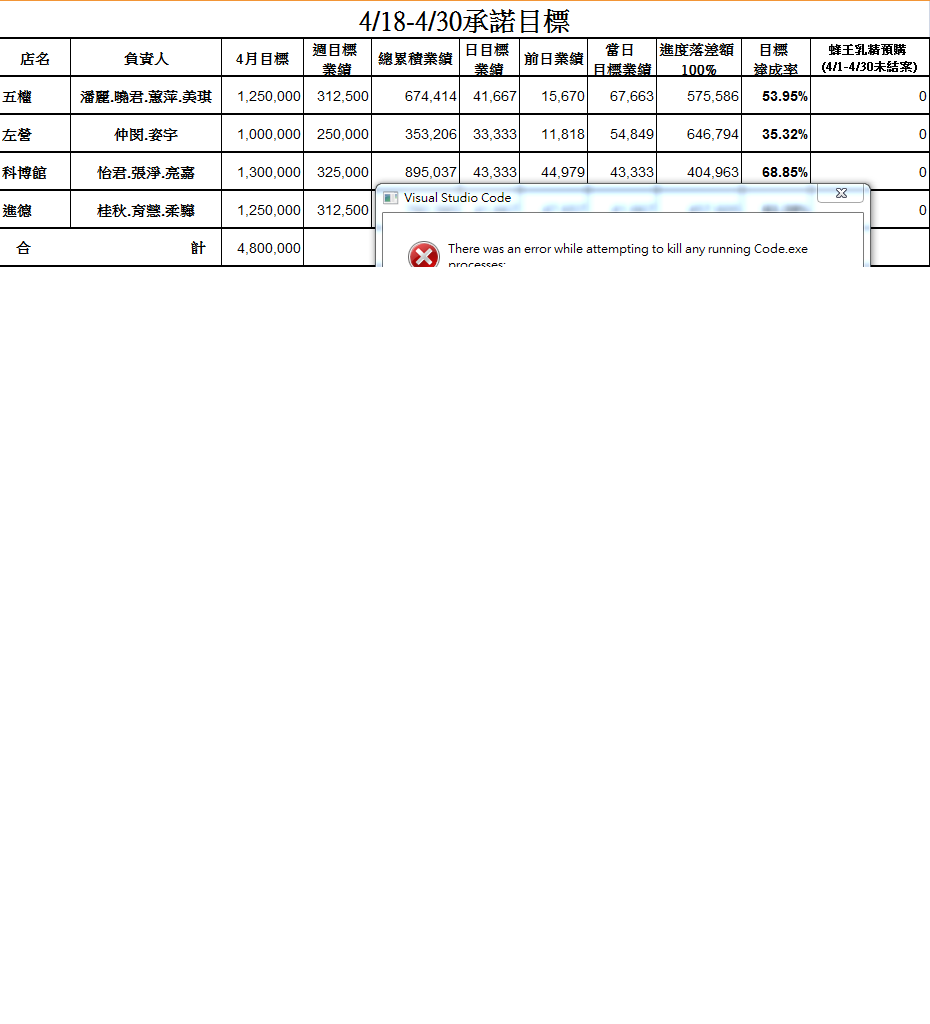 4/18-4/30承諾目標
店名 負責人 4月目標 週目標業績 總累積業績 日目標業績 前日業績 當日目標業績 進度落差額100% 目標達成率 蜂王乳精預購(4/1-4/30未結案)
五權 潘麗.曉君.蕙萍.美琪 1,250,000 312,500 674,414 41,667 15,670 67,663 575,586 53.95% 0
左營 仲閔.姿宇 1,000,000 250,000 353,206 33,333 11,818 54,849 646,794 35.32% 0
科博館 怡君.張淨.亮嘉 1,300,000 325,000 895,037 43,333 44,979 43,333 404,963 68.85% 0
進德 桂秋.育慧.柔驊 1,250,000 312,500 0
合計 4,800,000
Visual Studio Code
There was an error while attempting to kill any running Code.exe
processes: